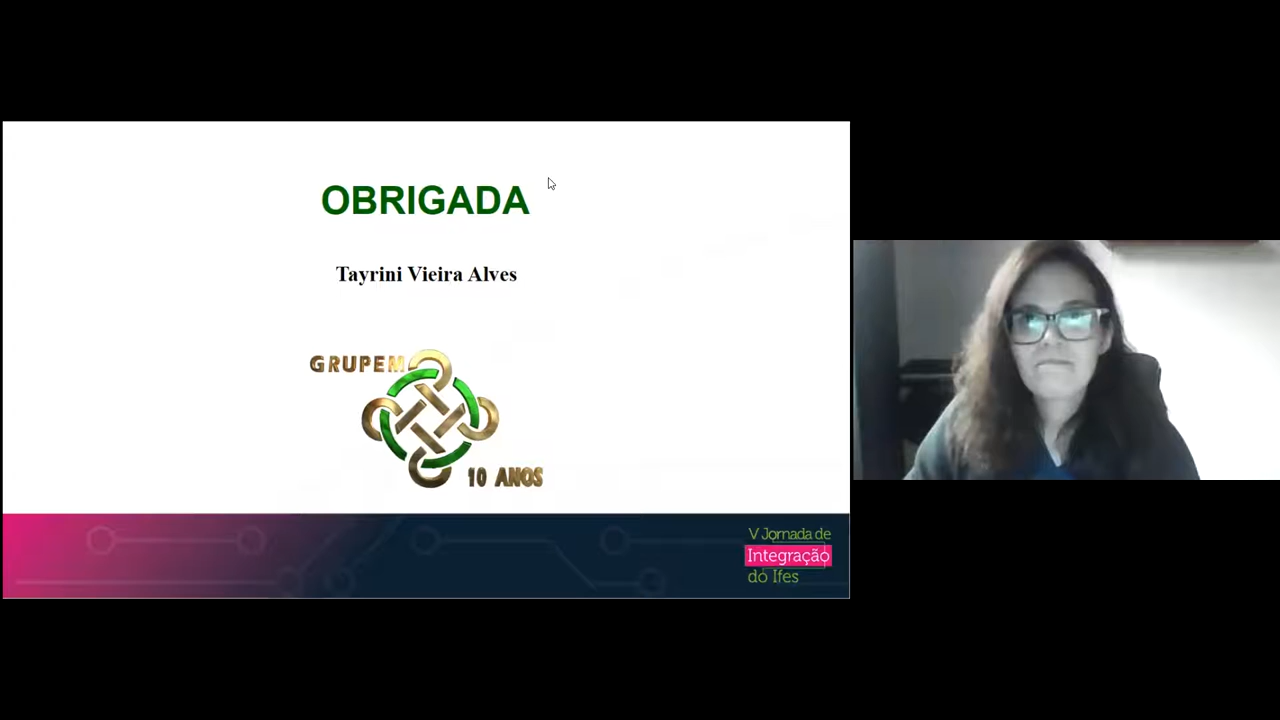 OBRIGADA
Tayrini Vieira Alves
GRUPEM
10 ANOS
V Jornada de
Integração
do Ifes